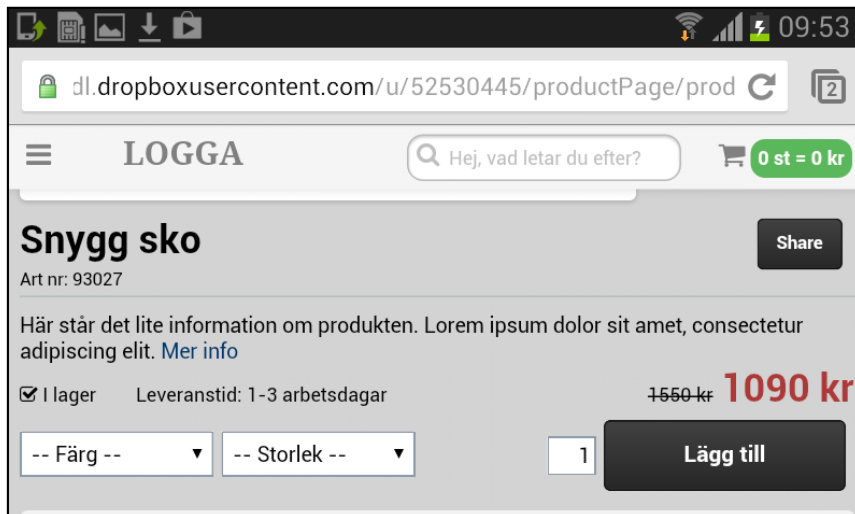 09:53
dl.dropboxusercontent.com/u/52530445/productPage/prod
2
LOGGA
Hej, vad letar du efter?
0 st = 0 kr
Snygg sko
Share
Art nr: 93027
Här står det lite information om produkten. Lorem ipsum dolor sit amet, consectetur
adipiscing elit. Mer info
I lager Leveranstid: 1-3 arbetsdagar 1550 kr 1090 kr
-- Färg -- -- Storlek -- 1 Lägg till